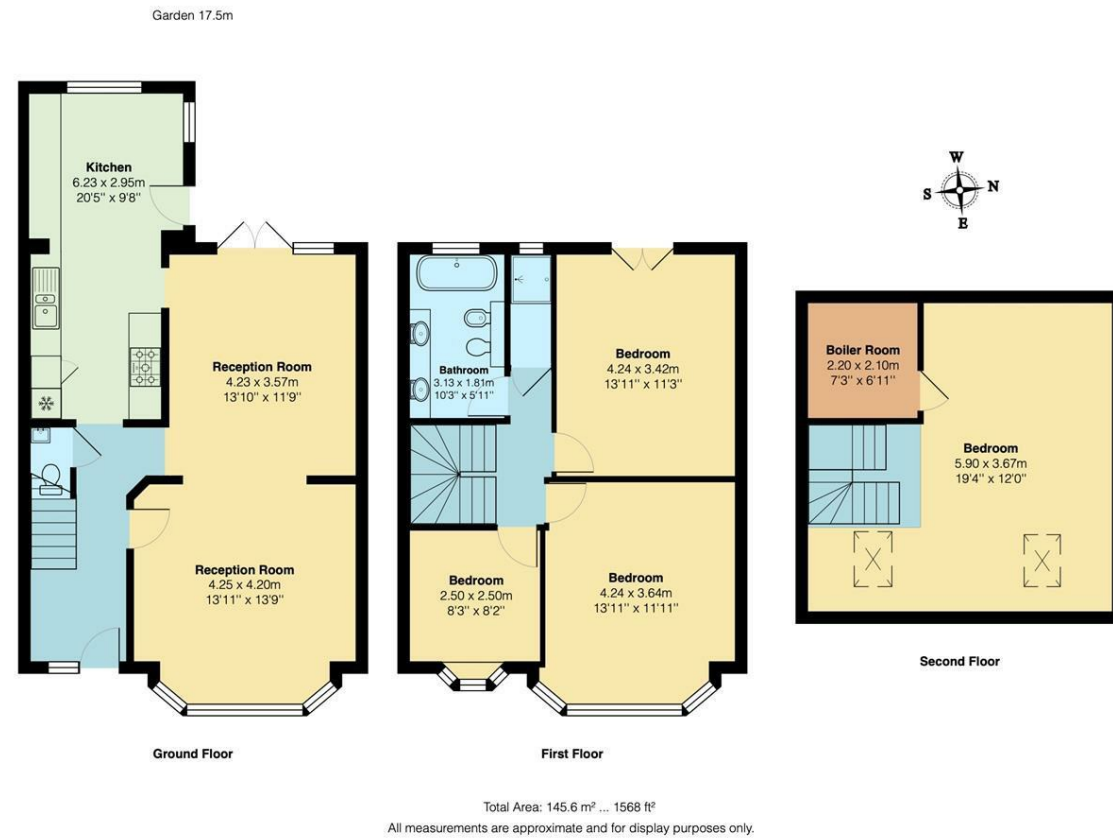 Garden 17.5m
Kitchen
6.23 x 2.95m
20'5" x 9'8"
Reception Room
4.23 x 3.57m
13'10" x 11'9"
Reception Room
4.25 x 4.20m
13'11" x 13'9"
Ground Floor
Bathroom
3.13 x 1.81m
10'3" x 5'11"
Bedroom
4.24 x 3.42m
13'11" x 11'3"
Bedroom
2.50 x 2.50m
8'3" x 8'2"
Bedroom
4.24 x 3.64m
13'11" x 11'11"
First Floor
W
S N
E
Boiler Room
2.20 x 2.10m
7'3" x 6'11"
Bedroom
5.90 x 3.67m
19'4" x 12'0"
Second Floor
Total Area: 145.6 m² ... 1568 ft²
All measurements are approximate and for display purposes only.